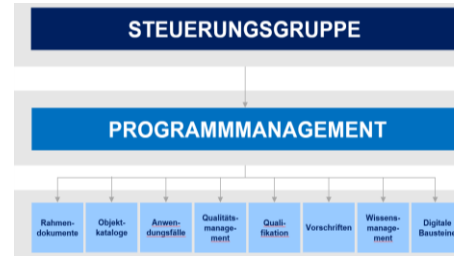 STEUERUNGSGRUPPE
PROGRAMMMANAGEMENT
Rahmen-
dokumente
Objekt-
kataloge
Anwen-
dungsfälle
Qualitäts-
manage-
ment
Quali-
fikation
Vorschriften
Wissens-
manage-
ment
Digitale
Bausteine